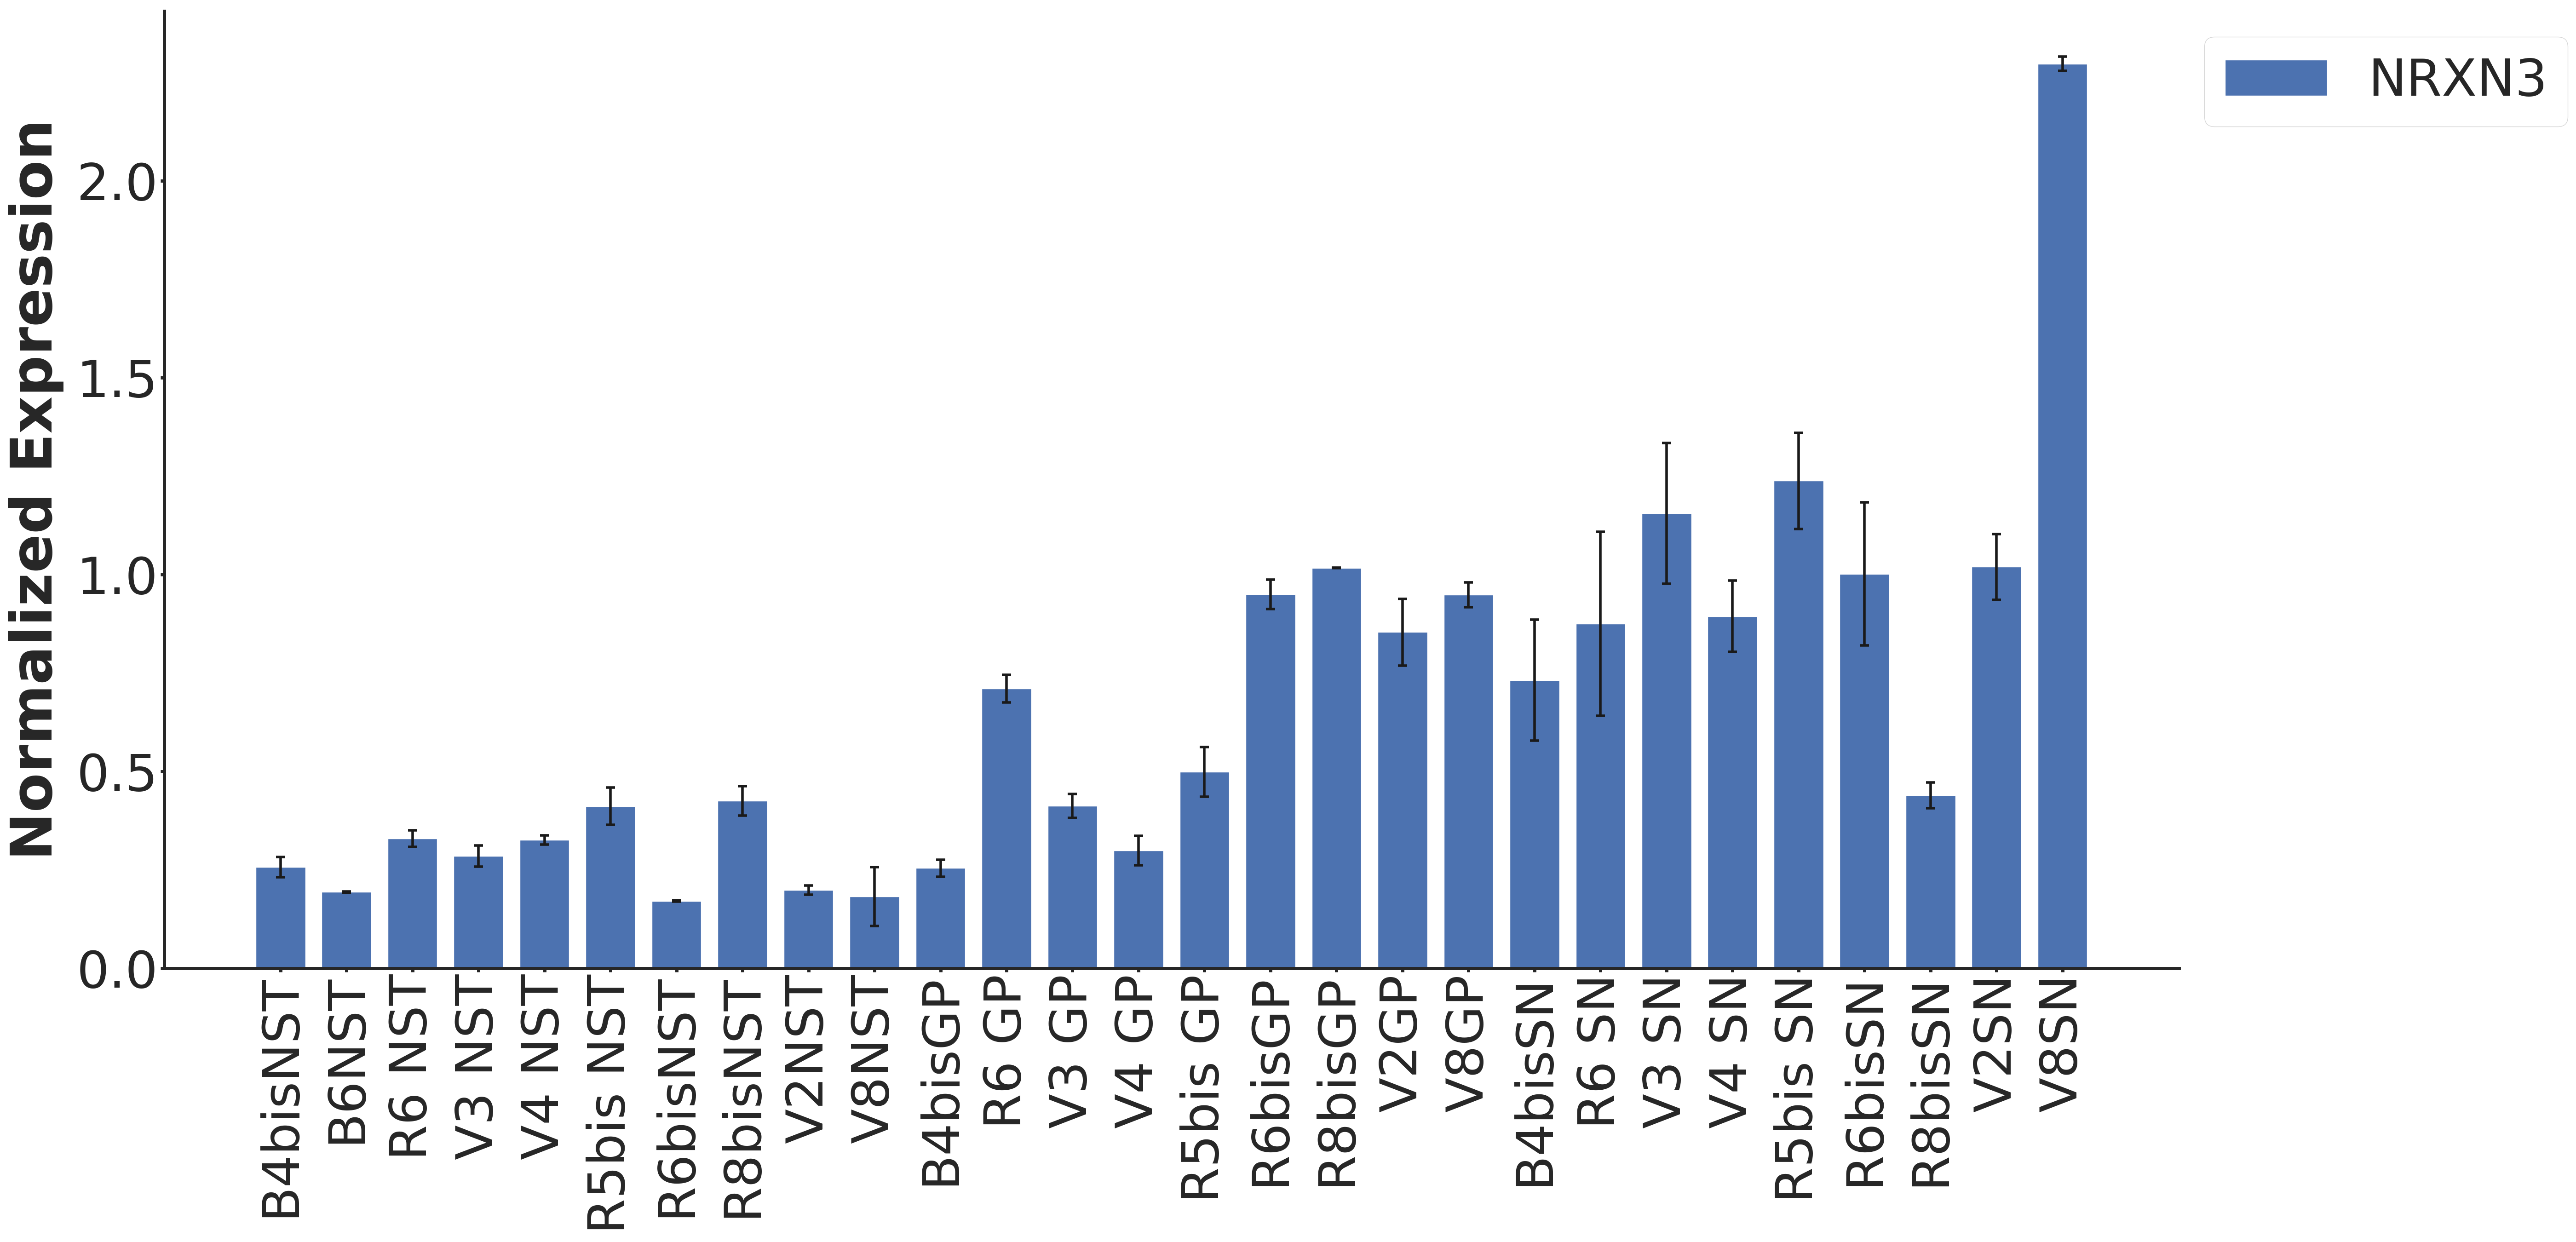 Normalized Expression
2.0
1.5
1.0
0.5
0.0
B4bisNST
B6NST
R6 NST
V3 NST
V4 NST
R5bis NST
R6bisNST
R8bisNST
V2NST
V8NST
B4bisGP
R6 GP
V3 GP
V4 GP
R5bis GP
R6bisGP
R8bisGP
V2GP
V8GP
B4bisSN
R6 SN
V3 SN
V4 SN
R5bis SN
R6bisSN
R8bisSN
V2SN
V8SN
NRXN3